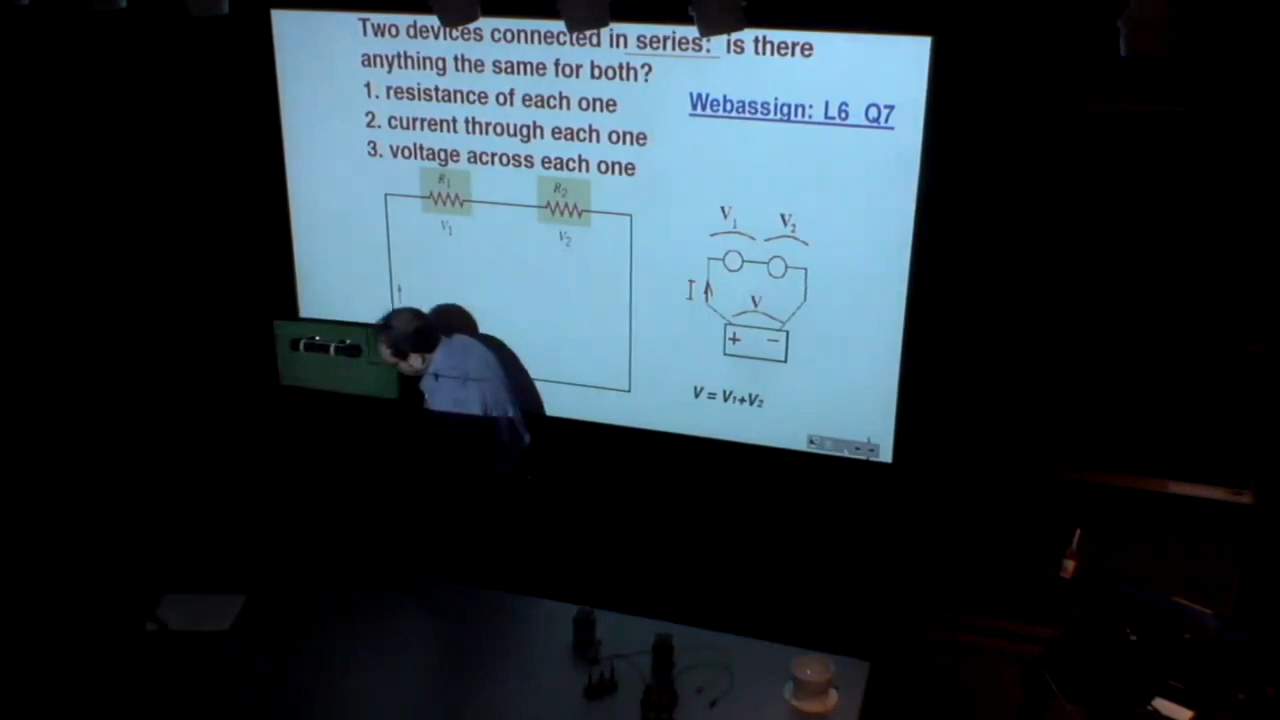 Two devices connected in series: is there
anything the same for both?
1. resistance of each one
2. current through each one
3. voltage across each one
Webassign: L6 Q7
R1
R2
V1
V2
V1
V2
I
V
+ −
V = V1+V2